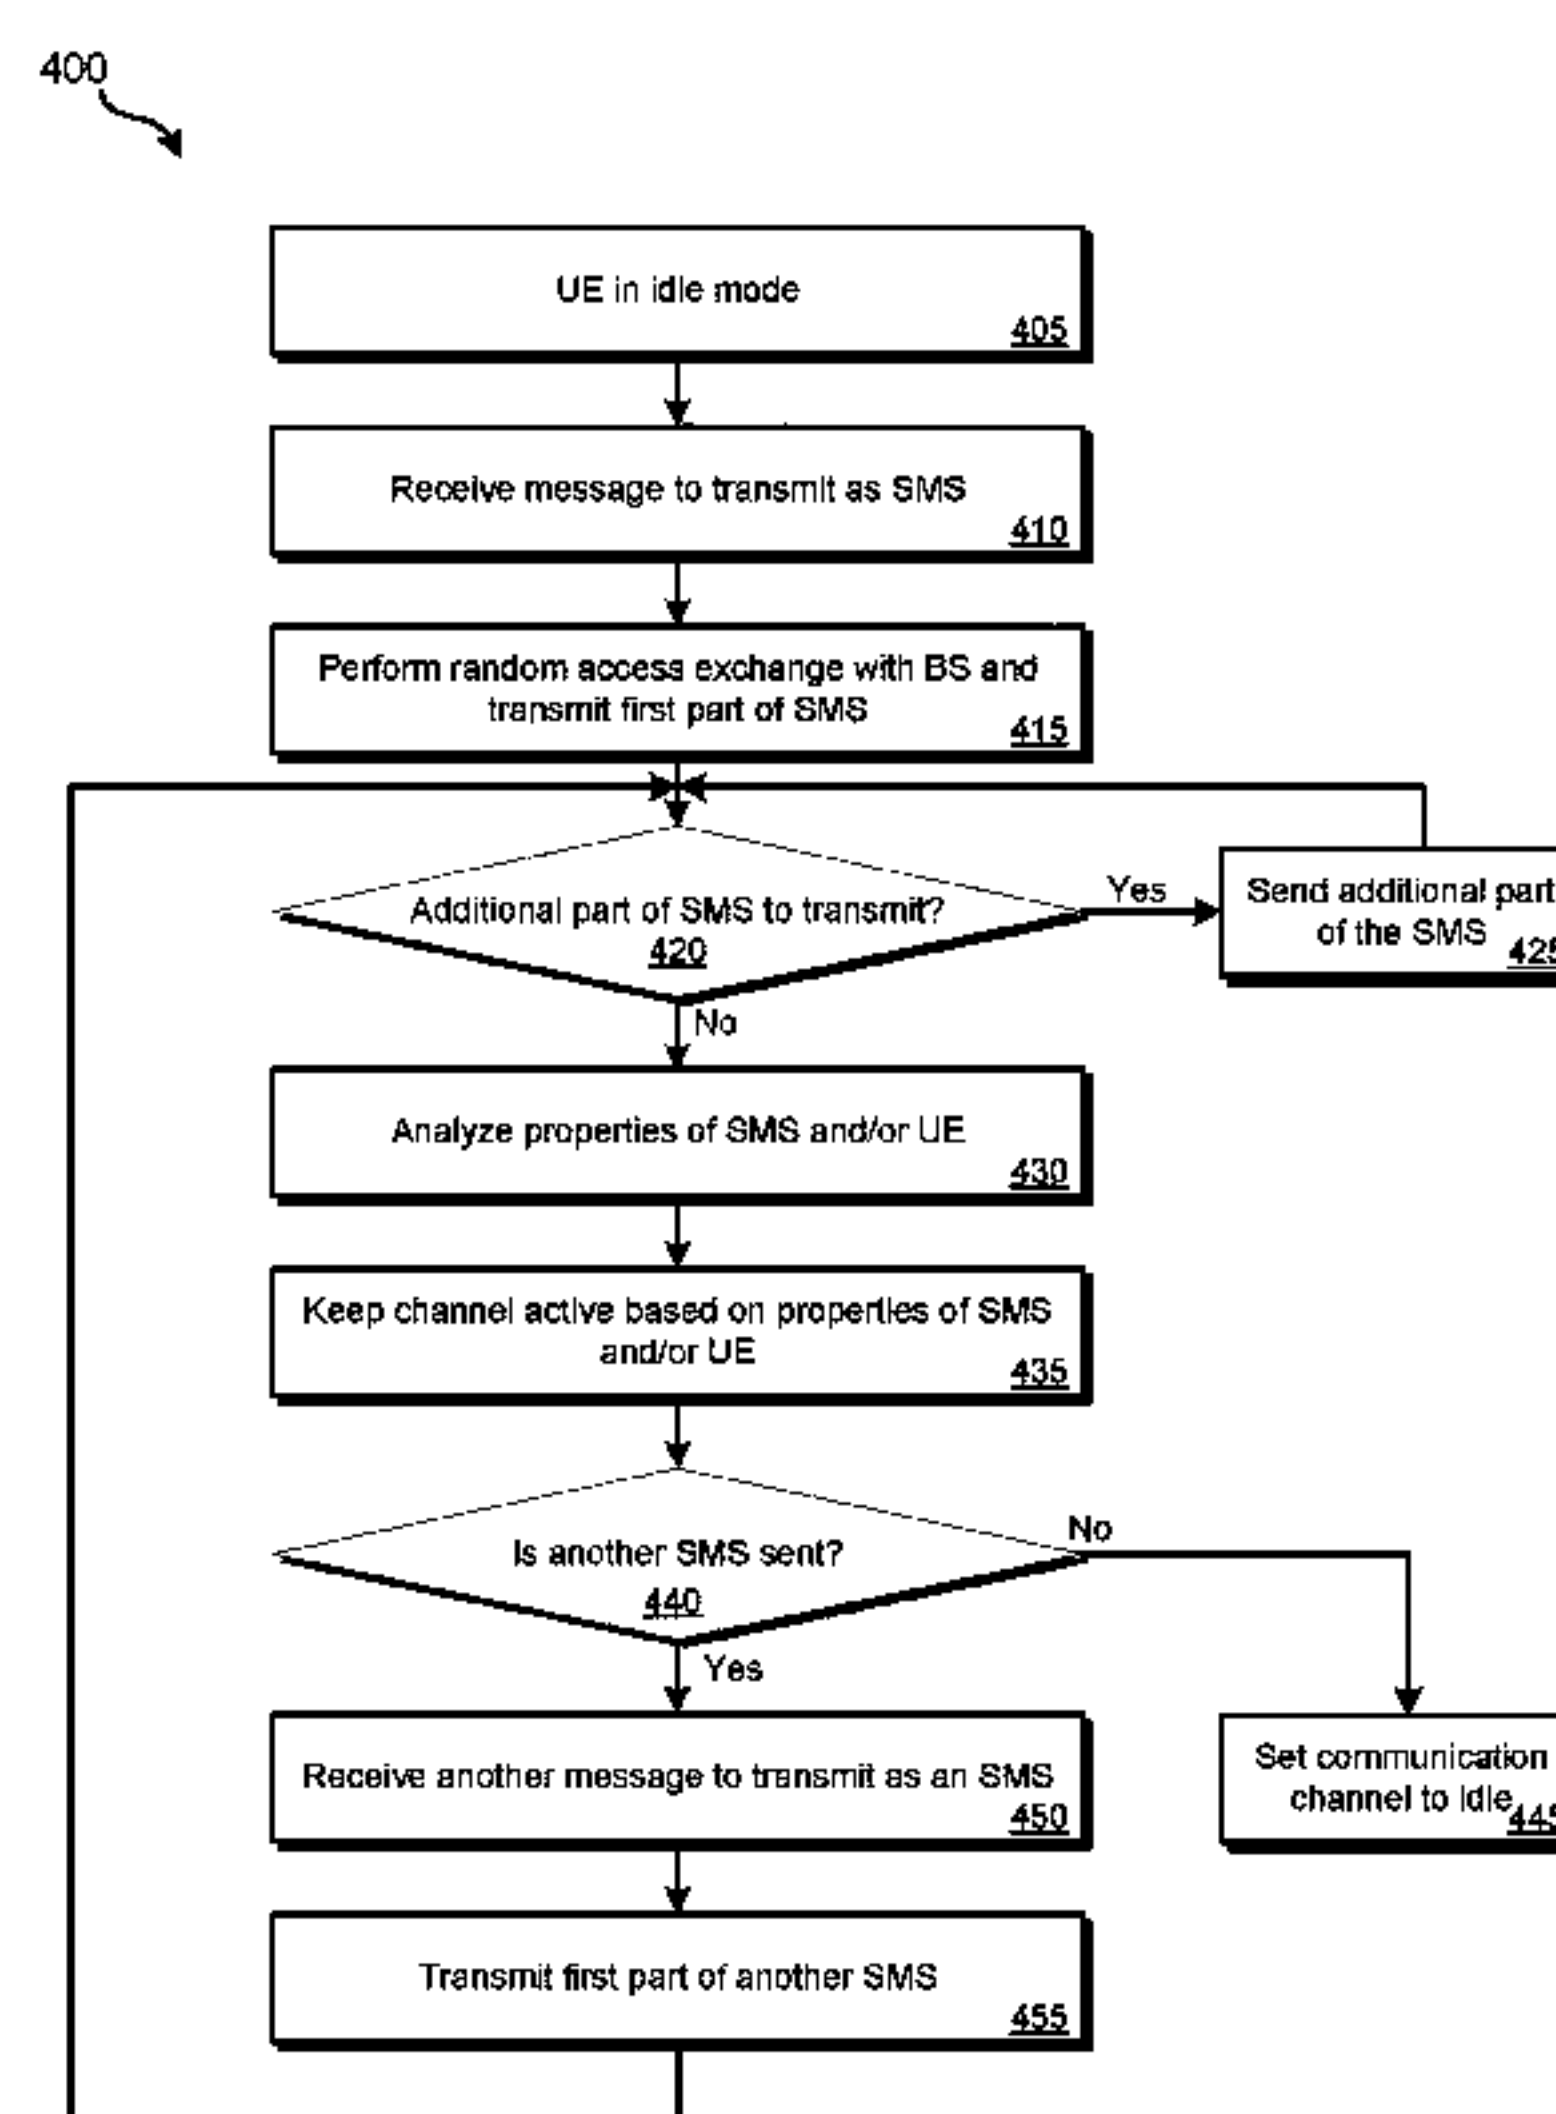 400
UE in idle mode
405
Receive message to transmit as SMS
410
Perform random access exchange with BS and
transmit first part of SMS
415
Additional part of SMS to transmit?
420
Yes
Send additional part
of the SMS
No
Analyze properties of SMS and/or UE
430
Keep channel active based on properties of SMS
and/or UE
435
Is another SMS sent?
440
No
Yes
Receive another message to transmit as an SMS
450
Set communication
channel to Idle
Transmit first part of another SMS
455